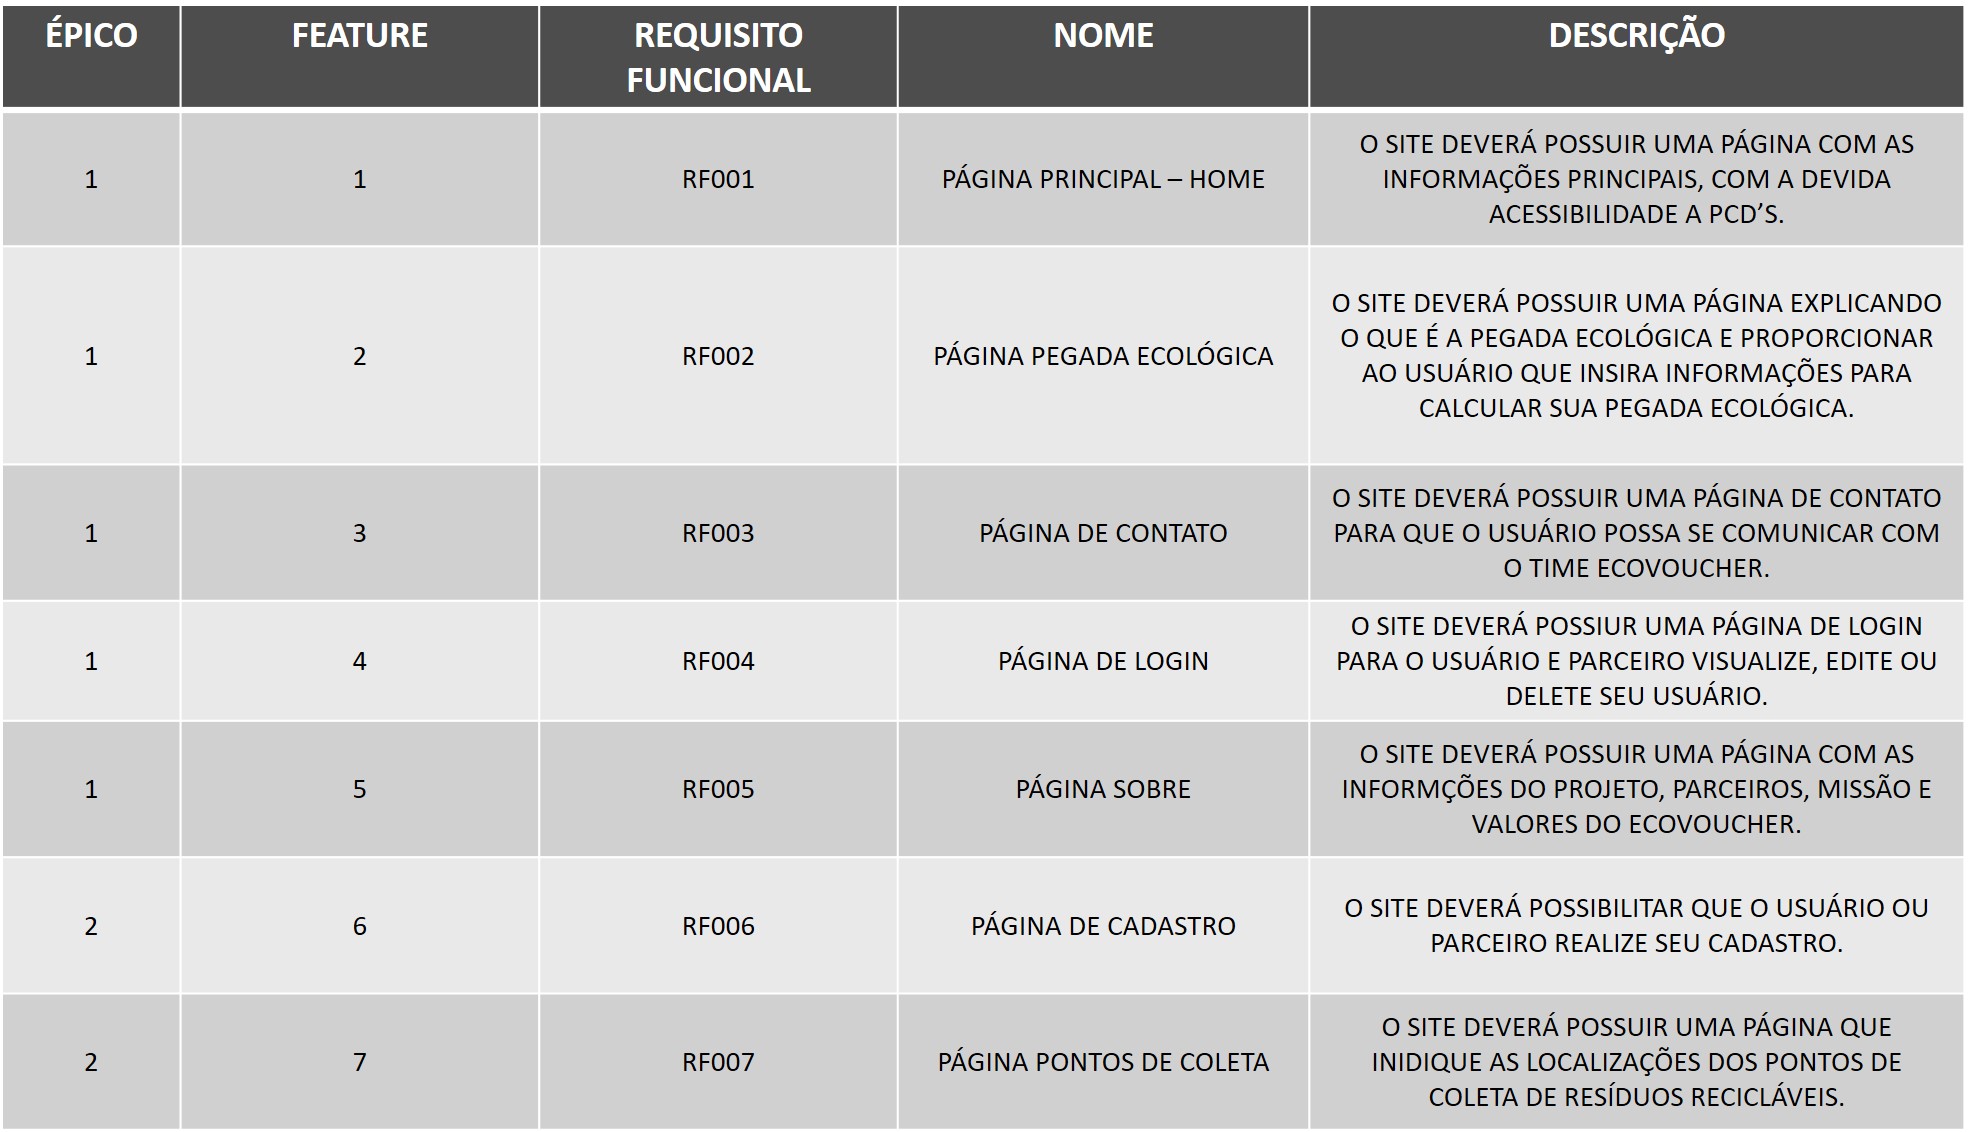 ÉPICO
FEATURE
REQUISITO
FUNCIONAL
NOME
DESCRIÇÃO
1
1
RF001
PÁGINA PRINCIPAL – HOME
O SITE DEVERÁ POSSUIR UMA PÁGINA COM AS
INFORMAÇÕES PRINCIPAIS, COM A DEVIDA
ACESSIBILIDADE A PCD’S.
1
2
RF002
PÁGINA PEGADA ECOLÓGICA
O SITE DEVERÁ POSSUIR UMA PÁGINA EXPLICANDO
O QUE É A PEGADA ECOLÓGICA E PROPORCIONAR
AO USUÁRIO QUE INSIRA INFORMAÇÕES PARA
CALCULAR SUA PEGADA ECOLÓGICA.
1
3
RF003
PÁGINA DE CONTATO
O SITE DEVERÁ POSSUIR UMA PÁGINA DE CONTATO
PARA QUE O USUÁRIO POSSA SE COMUNICAR COM
O TIME ECOVOUCHER.
1
4
RF004
PÁGINA DE LOGIN
O SITE DEVERÁ POSSIUR UMA PÁGINA DE LOGIN
PARA O USUÁRIO E PARCEIRO VISUALIZE, EDITE OU
DELETE SEU USUÁRIO.
1
5
RF005
PÁGINA SOBRE
O SITE DEVERÁ POSSUIR UMA PÁGINA COM AS
INFORMÇÕES DO PROJETO, PARCEIROS, MISSÃO E
VALORES DO ECOVOUCHER.
2
6
RF006
PÁGINA DE CADASTRO
O SITE DEVERÁ POSSIBILITAR QUE O USUÁRIO OU
PARCEIRO REALIZE SEU CADASTRO.
2
7
RF007
PÁGINA PONTOS DE COLETA
O SITE DEVERÁ POSSUIR UMA PÁGINA QUE
INIDIQUE AS LOCALIZAÇÕES DOS PONTOS DE
COLETA DE RESÍDUOS RECICLÁVEIS.